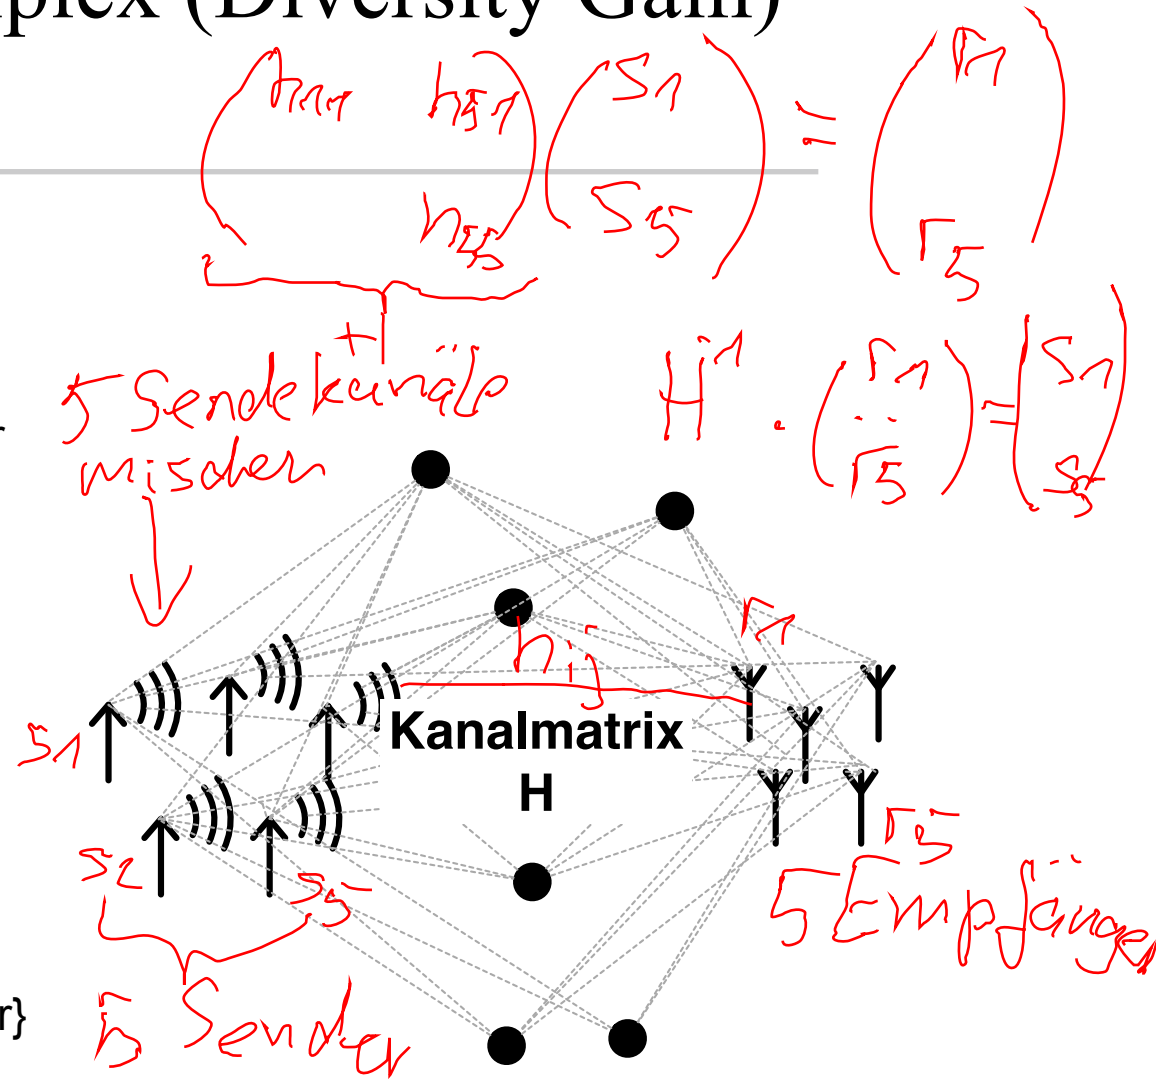 plex (Diversity Gain)
h11 h51 s1 = r1
h55 s5 r5
+
5 Sendekanäle
mischen
H^-1 · r1 .. r5 = s1 s5
r1
hij
s1
Kanalmatrix
H
s2
s5
r5
5 Empfänger
5 Sender
r}